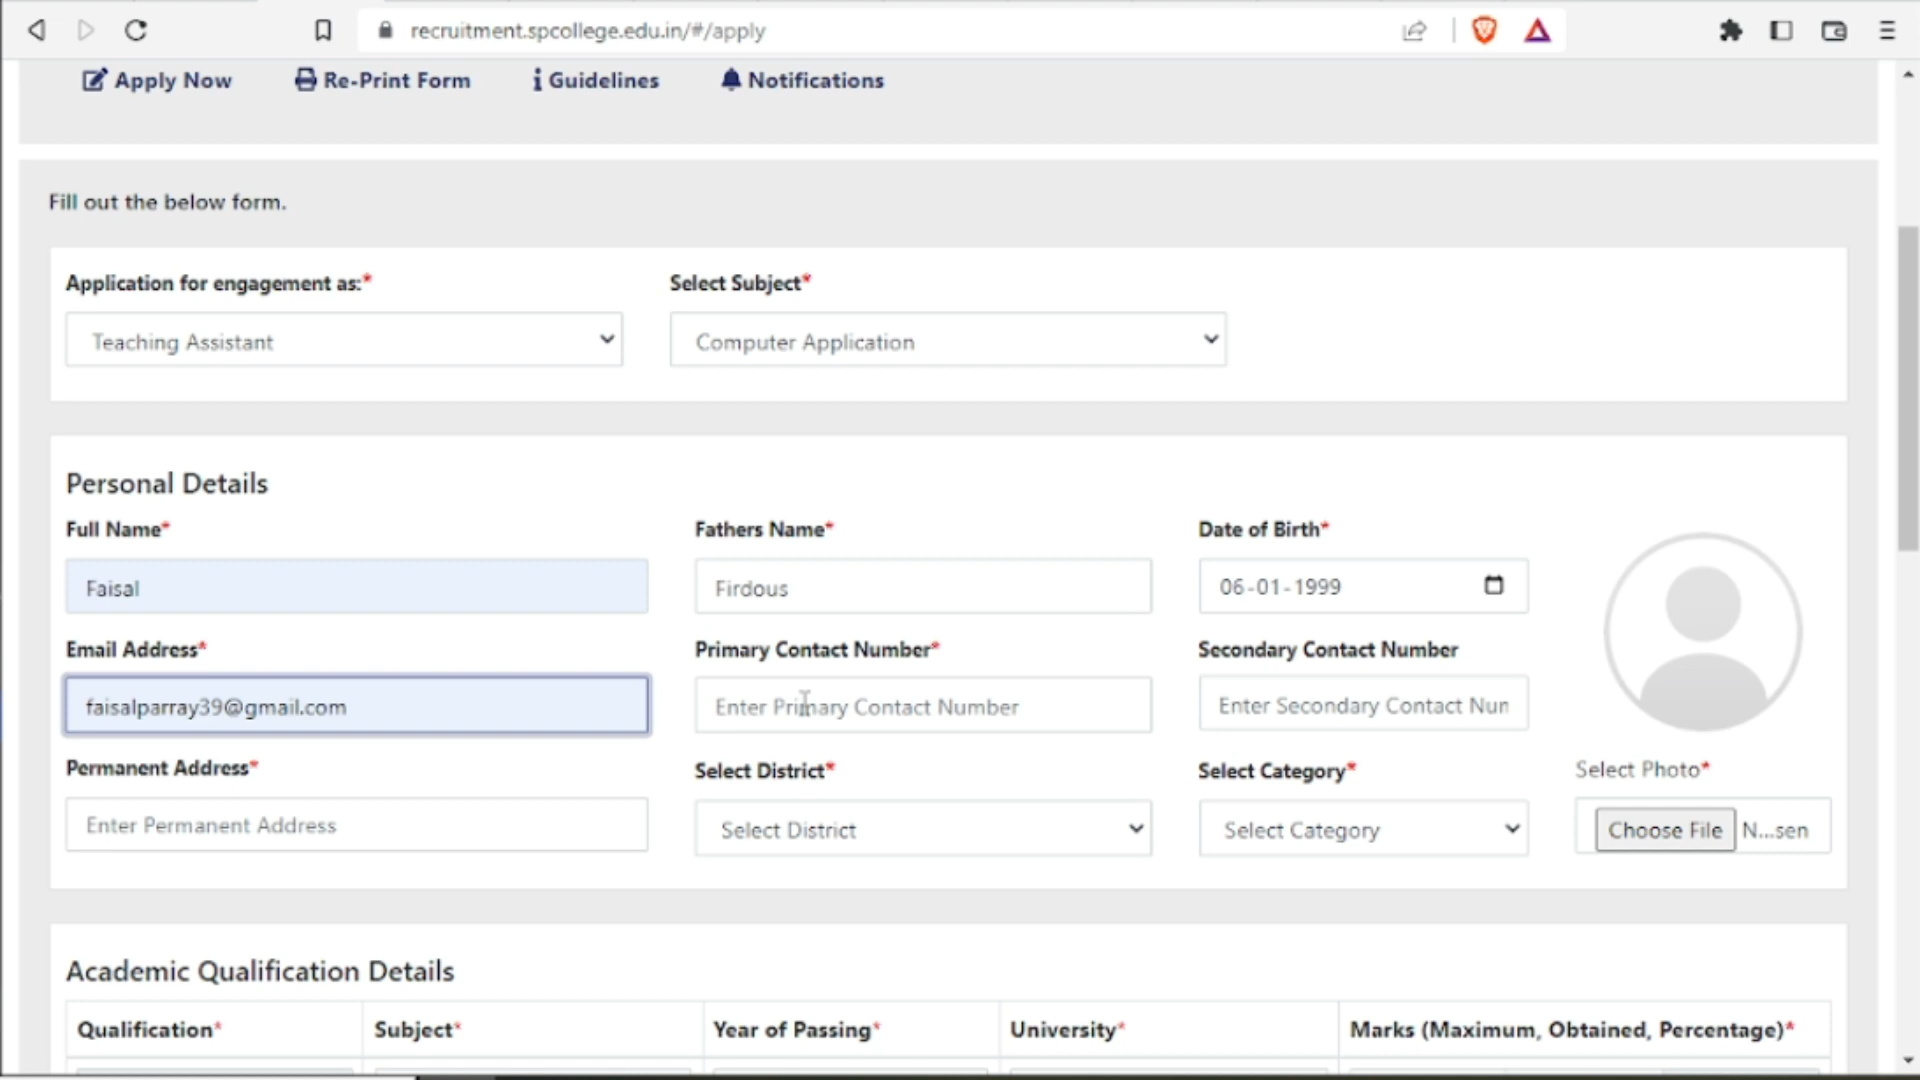 recruitment.spcollege.edu.in/#/apply
Apply Now Re-Print Form Guidelines Notifications
Fill out the below form.
Application for engagement as:* Select Subject*
Teaching Assistant Computer Application
Personal Details
Full Name* Fathers Name* Date of Birth*
Faisal Firdous 06-01-1999
Email Address* Primary Contact Number* Secondary Contact Number
faisalparray39@gmail.com Enter Primary Contact Number Enter Secondary Contact Num
Permanent Address* Select District* Select Category* Select Photo*
Enter Permanent Address Select District Select Category Choose File N...sen
Academic Qualification Details
Qualification* Subject* Year of Passing* University* Marks (Maximum, Obtained, Percentage)*